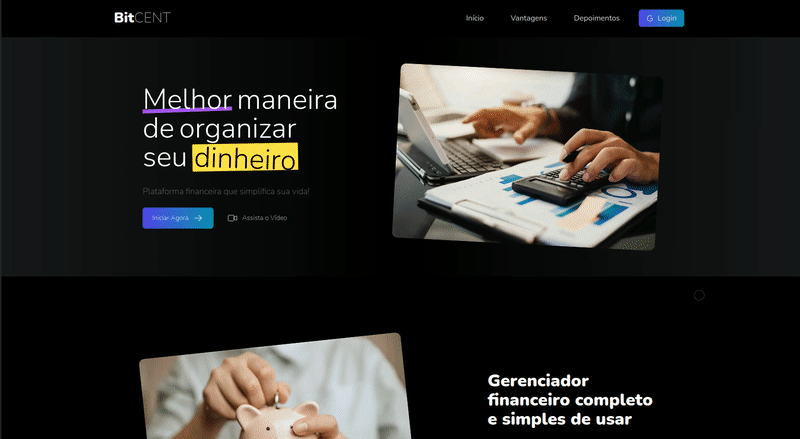 BitCENT
Início
Vantagens
Depoimentos
G Login
Melhor maneira
de organizar
seu dinheiro
Plataforma financeira que simplifica sua vida!
Iniciar Agora
Assista o Vídeo
Gerenciador
financeiro completo
e simples de usar